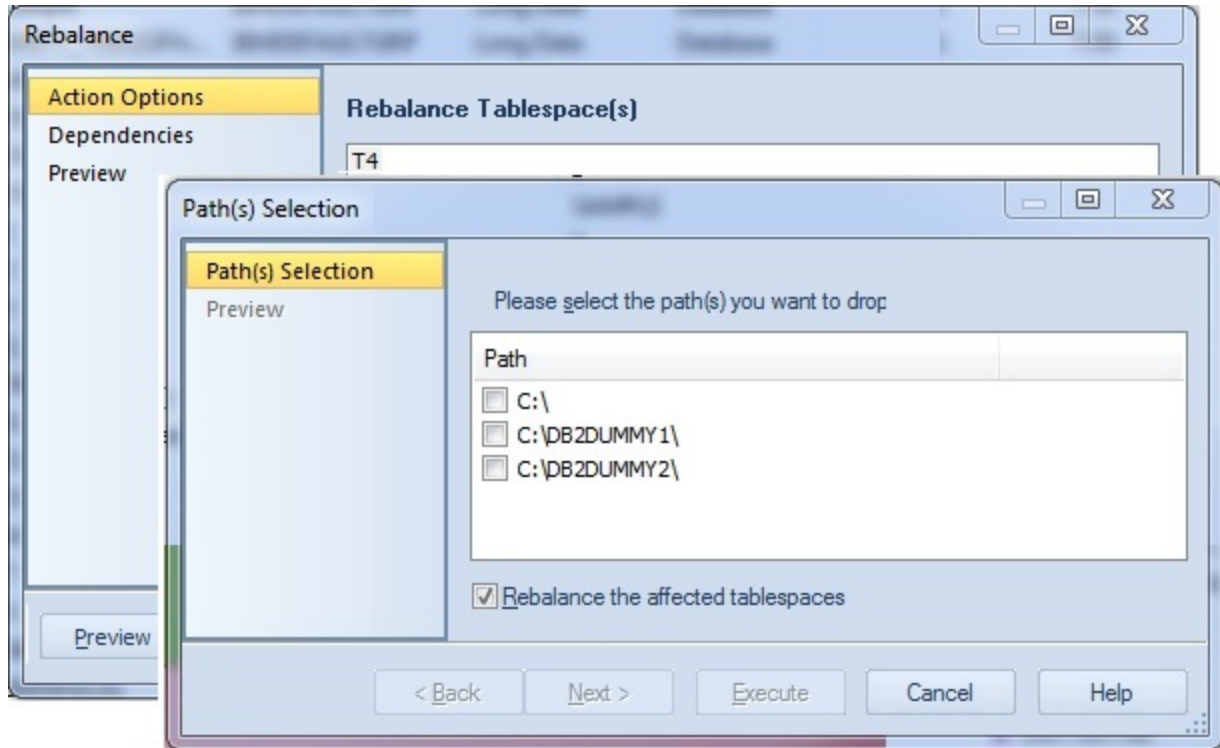 Rebalance
Action Options
Dependencies
Preview
Rebalance Tablespace(s)
T4
Path(s) Selection
Path(s) Selection
Preview
Please select the path(s) you want to drop
Path
C:\
C:\DB2DUMMY1\
C:\DB2DUMMY2\
Rebalance the affected tablespaces
Preview
< Back
Next >
Execute
Cancel
Help